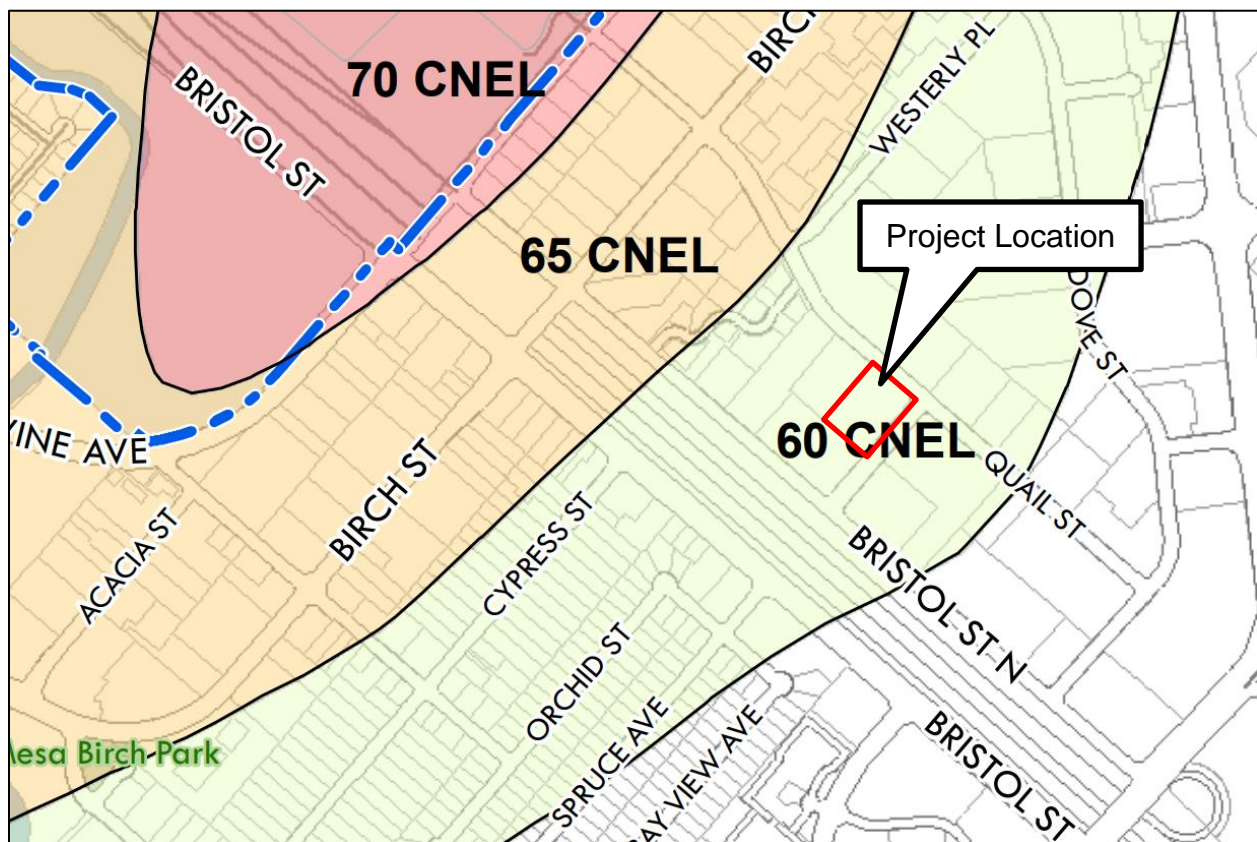 BIRC
WESTERLY PL
70 CNEL
BRISTOL ST
Project Location
65 CNEL
DOVE ST
VINE AVE
60 CNEL
BIRCH ST
QUAIL ST
CYPRESS ST
ACACIA ST
BRISTOL ST N
ORCHID ST
SPRUCE AVE
Mesa Birch Park
BAY VIEW AVE
BRISTOL ST